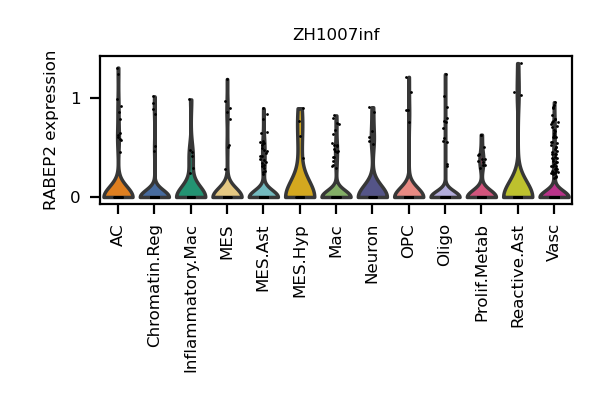 ZH1007inf
RABEP2 expression
1
0
AC
Chromatin.Reg
Inflammatory.Mac
MES
MES.Ast
MES.Hyp
Mac
Neuron
OPC
Oligo
Prolif.Metab
Reactive.Ast
Vasc